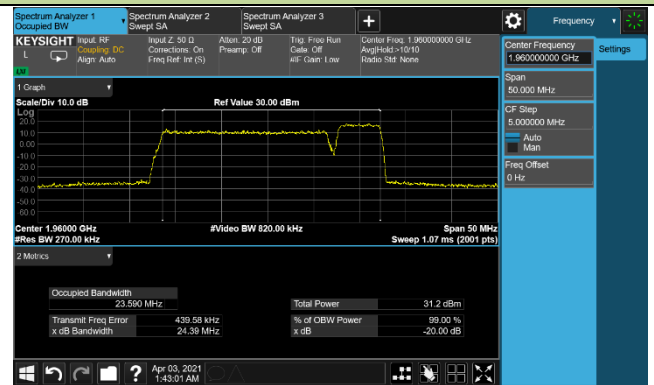 Spectrum Analyzer 1
Occupied BW
Spectrum Analyzer 2
Swept SA
Spectrum Analyzer 3
Swept SA
Frequency
KEYSIGHT
L
Input: RF
Coupling: DC
Align: Auto
Input Z: 50 Ω
Corrections: On
Freq Ref: Int (S)
Atten: 20 dB
Preamp: Off
Trig: Free Run
Gate: Off
#IF Gain: Low
Center Freq: 1.960000000 GHz
Avg|Hold:>10/10
Radio Std: None
Center Frequency
1.960000000 GHz
Settings
Span
50.000 MHz
CF Step
5.000000 MHz
Auto
Man
Freq Offset
0 Hz
1 Graph
Scale/Div 10.0 dB
Ref Value 30.00 dBm
Log
20.0
10.0
0.00
-10.0
-20.0
-30.0
-40.0
-50.0
-60.0
Center 1.96000 GHz
#Video BW 820.00 kHz
Span 50 MHz
#Res BW 270.00 kHz
Sweep 1.07 ms (2001 pts)
2 Metrics
Occupied Bandwidth
23.590 MHz
Total Power 31.2 dBm
Transmit Freq Error 439.58 kHz
% of OBW Power 99.00 %
x dB Bandwidth 24.39 MHz
x dB -20.00 dB
Apr 03, 2021
1:43:01 AM